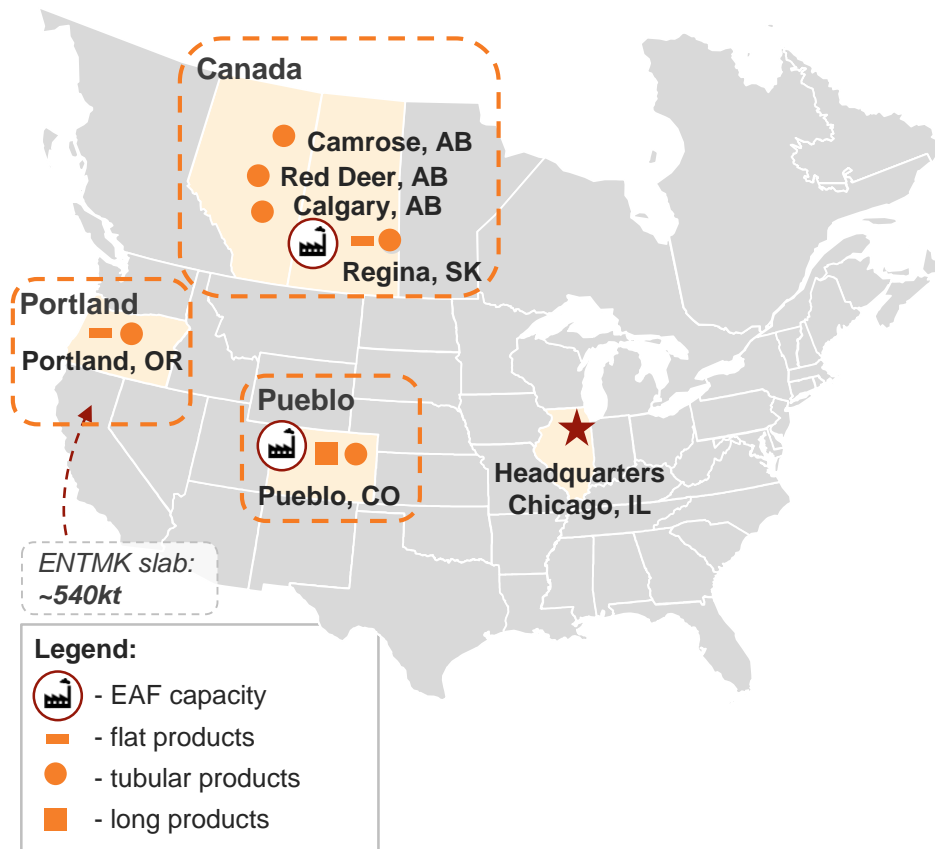 Canada
Camrose, AB
Red Deer, AB
Calgary, AB
Regina, SK
Portland
Portland, OR
Pueblo
Pueblo, CO
Headquarters
Chicago, IL
ENTMK slab:
~540kt
Legend:
- EAF capacity
- flat products
- tubular products
- long products